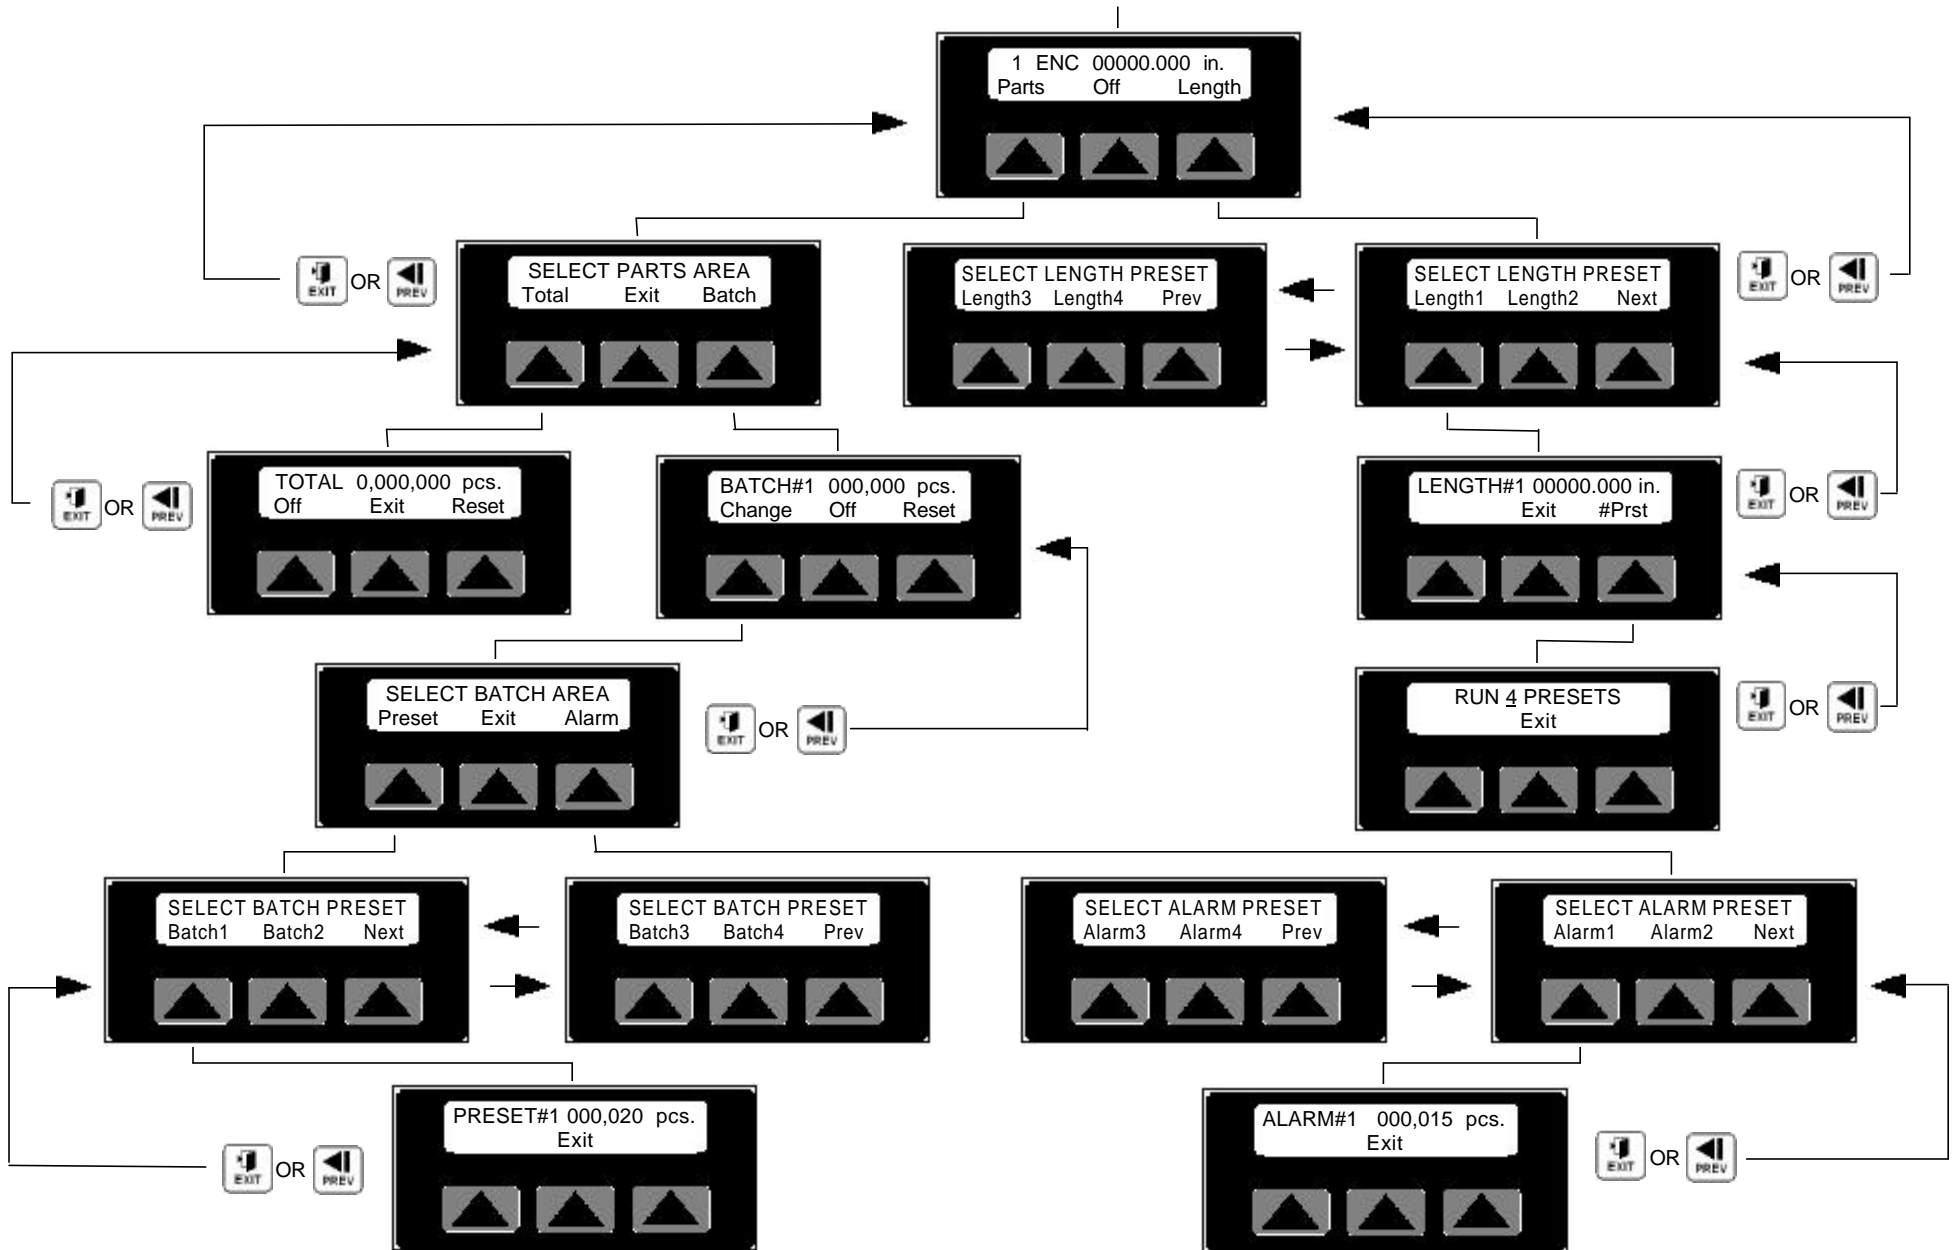 1 ENC 00000.000 in.
Parts Off Length
EXIT OR PREV
SELECT PARTS AREA
Total Exit Batch
SELECT LENGTH PRESET
Length3 Length4 Prev
SELECT LENGTH PRESET
Length1 Length2 Next
EXIT OR PREV
EXIT OR PREV
TOTAL 0,000,000 pcs.
Off Exit Reset
BATCH#1 000,000 pcs.
Change Off Reset
LENGTH#1 00000.000 in.
Exit #Prst
EXIT OR PREV
SELECT BATCH AREA
Preset Exit Alarm
EXIT OR PREV
RUN 4 PRESETS
Exit
EXIT OR PREV
SELECT BATCH PRESET
Batch1 Batch2 Next
SELECT BATCH PRESET
Batch3 Batch4 Prev
SELECT ALARM PRESET
Alarm3 Alarm4 Prev
SELECT ALARM PRESET
Alarm1 Alarm2 Next
EXIT OR PREV
PRESET#1 000,020 pcs.
Exit
ALARM#1 000,015 pcs.
Exit
EXIT OR PREV